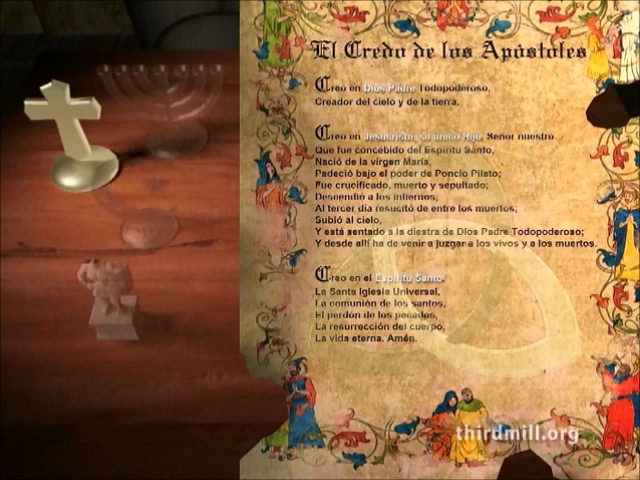 El Credo de los Apóstoles
Creo en Dios Padre Todopoderoso,
Creador del cielo y de la tierra.
Creo en Jesucristo, su único Hijo, Señor nuestro.
Que fue concebido del Espíritu Santo,
Nació de la virgen María,
Padeció bajo el poder de Poncio Pilato;
Fue crucificado, muerto y sepultado;
Descendió a los infiernos;
Al tercer día resucitó de entre los muertos;
Subió al cielo,
Y está sentado a la diestra de Dios Padre Todopoderoso;
Y desde allí ha de venir a juzgar a los vivos y a los muertos.
Creo en el Espíritu Santo,
La Santa Iglesia Universal,
La comunión de los santos,
El perdón de los pecados,
La resurrección del cuerpo,
La vida eterna. Amén.
thirdmill.org